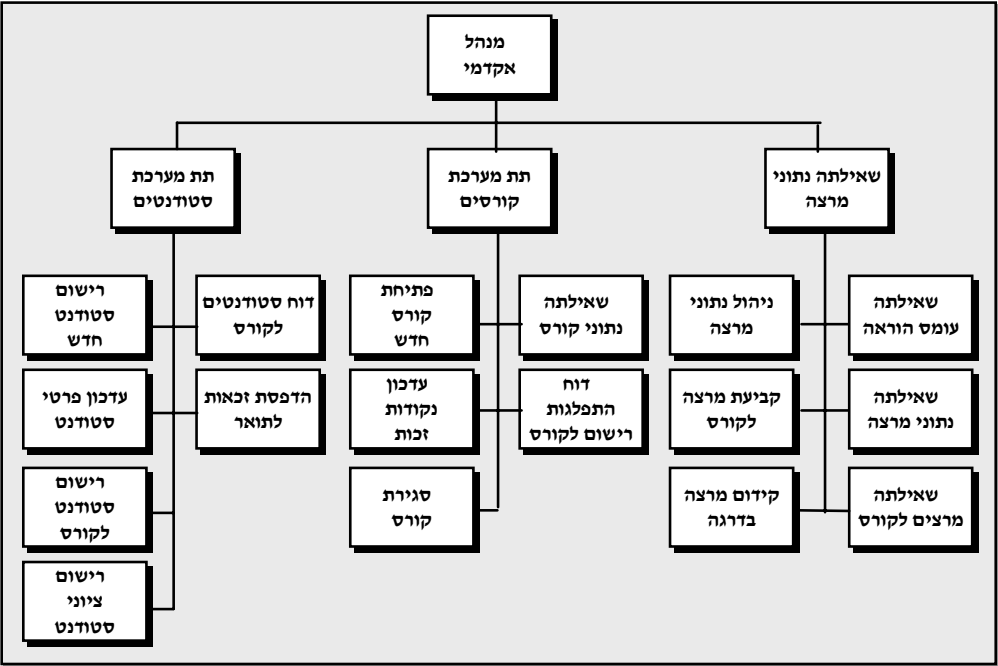 מנהל
אקדמי
שאילתה נתוני
מרצה
תת מערכת
קורסים
תת מערכת
סטודנטים
שאילתה
עומס הוראה
ניהול נתוני
מרצה
שאילתה
נתוני מרצה
קביעת מרצה
לקורס
שאילתה
מרצים לקורס
קידום מרצה
בדרגה
שאילתה
נתוני קורס
פתיחת
קורס
חדש
דוח
התפלגות
רישום לקורס
עדכון
נקודות
זכות
סגירת
קורס
דוח סטודנטים
לקורס
רישום
סטודנט
חדש
הדפסת זכאות
לתואר
עדכון פרטי
סטודנט
רישום
סטודנט
לקורס
רישום
ציוני
סטודנט